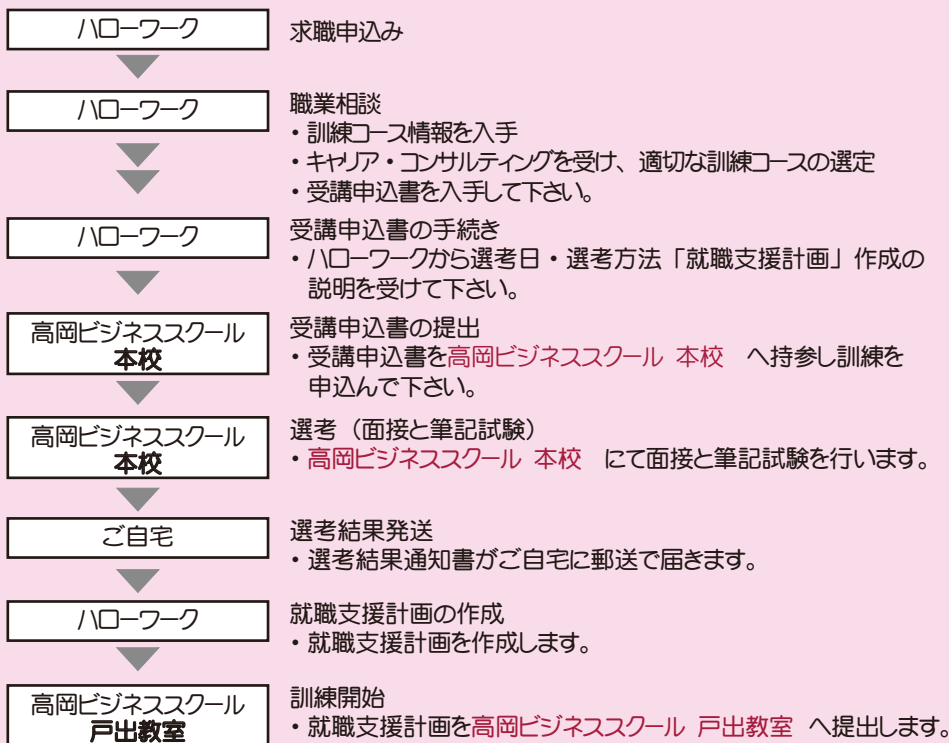 ハローワーク
求職申込み
ハローワーク
職業相談
・訓練コース情報を入手
・キャリア・コンサルティングを受け、適切な訓練コースの選定
・受講申込書を入手して下さい。
ハローワーク
受講申込書の手続き
・ハローワークから選考日・選考方法「就職支援計画」作成の
説明を受けて下さい。
高岡ビジネススクール
本校
受講申込書の提出
・受講申込書を高岡ビジネススクール 本校 へ持参し訓練を
申込んで下さい。
高岡ビジネススクール
本校
選考（面接と筆記試験）
・高岡ビジネススクール 本校 にて面接と筆記試験を行います。
ご自宅
選考結果発送
・選考結果通知書がご自宅に郵送で届きます。
ハローワーク
就職支援計画の作成
・就職支援計画を作成します。
高岡ビジネススクール
戸出教室
訓練開始
・就職支援計画を高岡ビジネススクール 戸出教室 へ提出します。